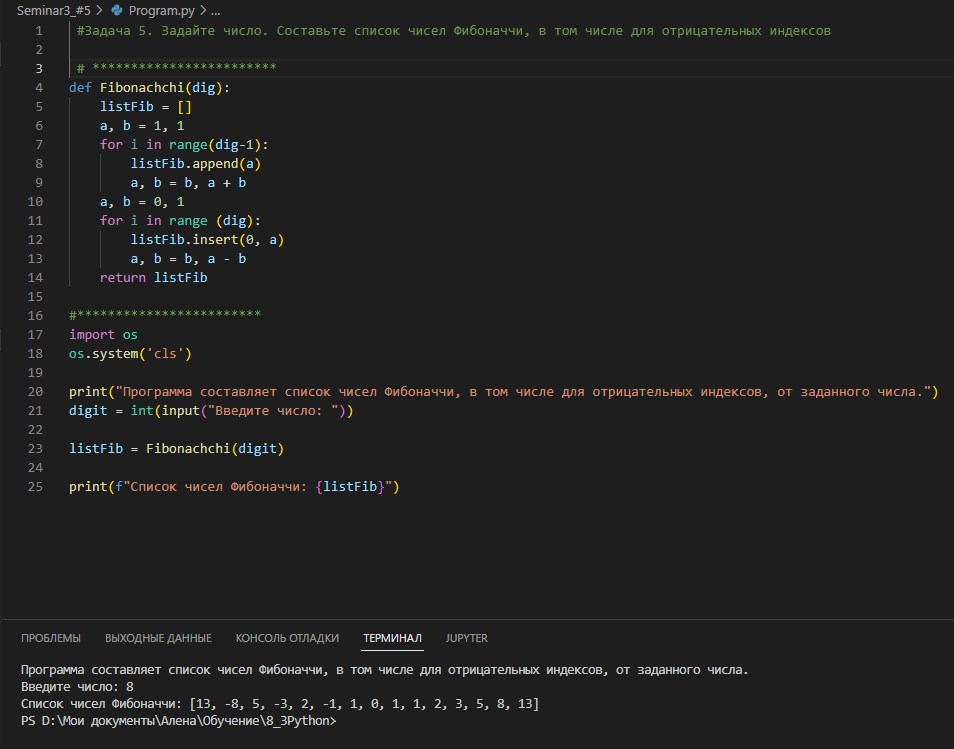 Seminar3_#5 > Program.py > ...
1 #Задача 5. Задайте число. Составьте список чисел Фибоначчи, в том числе для отрицательных индексов
2
3 # ************************
4 def Fibonachchi(dig):
5     listFib = []
6     a, b = 1, 1
7     for i in range(dig-1):
8         listFib.append(a)
9         a, b = b, a + b
10     a, b = 0, 1
11     for i in range (dig):
12         listFib.insert(0, a)
13         a, b = b, a - b
14     return listFib
15
16 #************************
17 import os
18 os.system('cls')
19
20 print("Программа составляет список чисел Фибоначчи, в том числе для отрицательных индексов, от заданного числа.")
21 digit = int(input("Введите число: "))
22
23 listFib = Fibonachchi(digit)
24
25 print(f"Список чисел Фибоначчи: {listFib}")
ПРОБЛЕМЫ ВЫХОДНЫЕ ДАННЫЕ КОНСОЛЬ ОТЛАДКИ ТЕРМИНАЛ JUPYTER
Программа составляет список чисел Фибоначчи, в том числе для отрицательных индексов, от заданного числа.
Введите число: 8
Список чисел Фибоначчи: [13, -8, 5, -3, 2, -1, 1, 0, 1, 1, 2, 3, 5, 8, 13]
PS D:\Мои документы\Алена\Обучение\8_3Python>